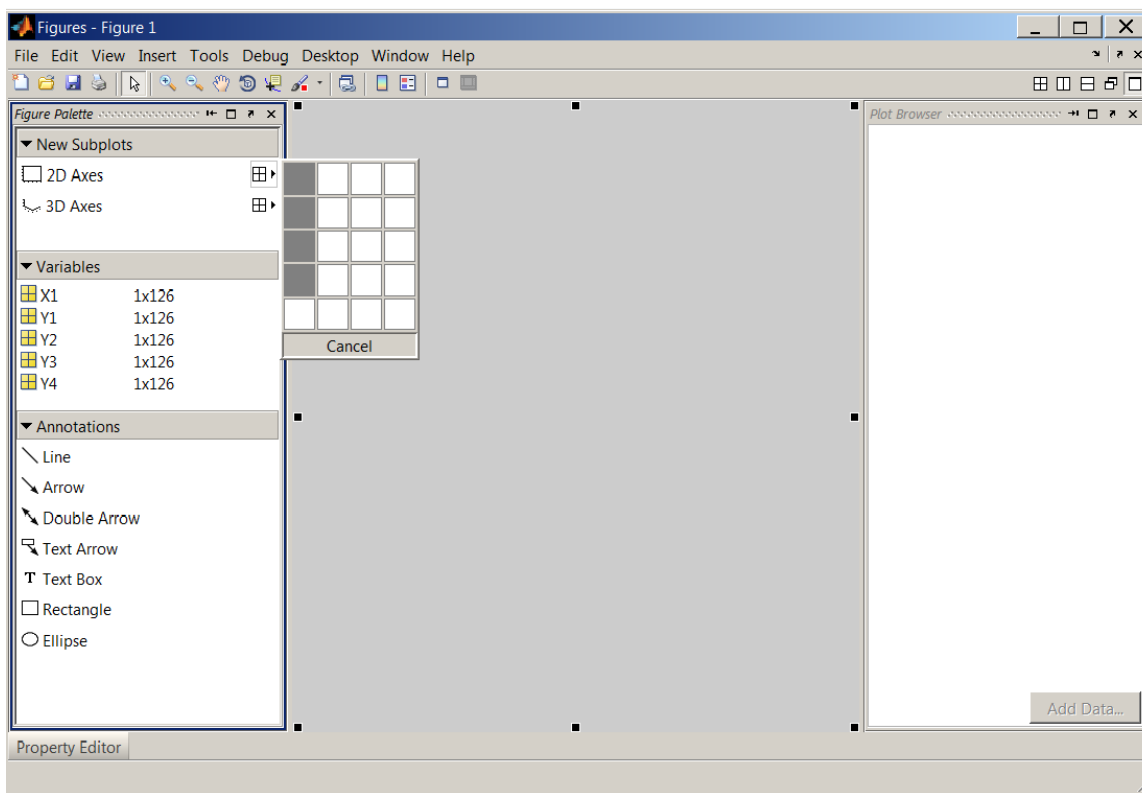 Figures - Figure 1
File Edit View Insert Tools Debug Desktop Window Help
Figure Palette
Plot Browser
New Subplots
2D Axes
3D Axes
Variables
X1 1x126
Y1 1x126
Y2 1x126
Y3 1x126
Y4 1x126
Cancel
Annotations
Line
Arrow
Double Arrow
Text Arrow
T Text Box
Rectangle
Ellipse
Add Data...
Property Editor